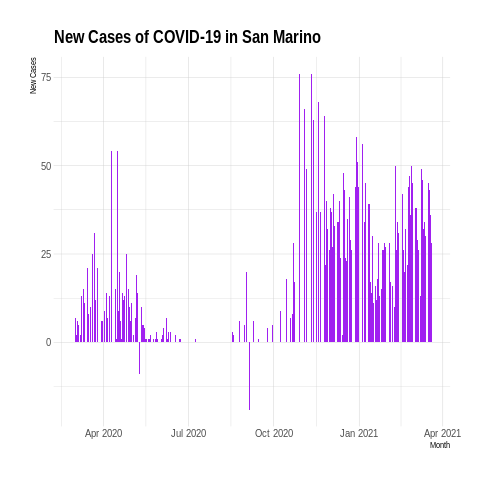 New Cases of COVID-19 in San Marino
New Cases
75
50
25
0
Apr 2020 Jul 2020 Oct 2020 Jan 2021 Apr 2021
Month